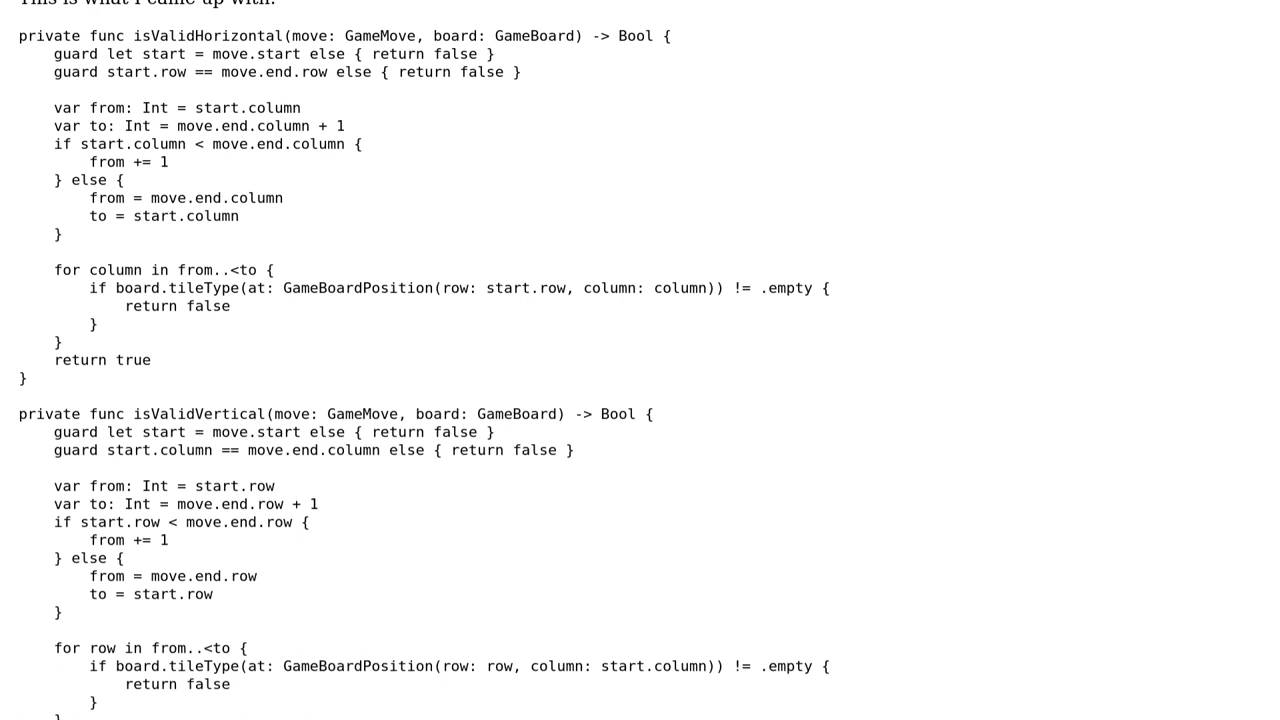 This is what I came up with:
private func isValidHorizontal(move: GameMove, board: GameBoard) -> Bool {
    guard let start = move.start else { return false }
    guard start.row == move.end.row else { return false }

    var from: Int = start.column
    var to: Int = move.end.column + 1
    if start.column < move.end.column {
        from += 1
    } else {
        from = move.end.column
        to = start.column
    }

    for column in from..<to {
        if board.tileType(at: GameBoardPosition(row: start.row, column: column)) != .empty {
            return false
        }
    }
    return true
}

private func isValidVertical(move: GameMove, board: GameBoard) -> Bool {
    guard let start = move.start else { return false }
    guard start.column == move.end.column else { return false }

    var from: Int = start.row
    var to: Int = move.end.row + 1
    if start.row < move.end.row {
        from += 1
    } else {
        from = move.end.row
        to = start.row
    }

    for row in from..<to {
        if board.tileType(at: GameBoardPosition(row: row, column: start.column)) != .empty {
            return false
        }
    }